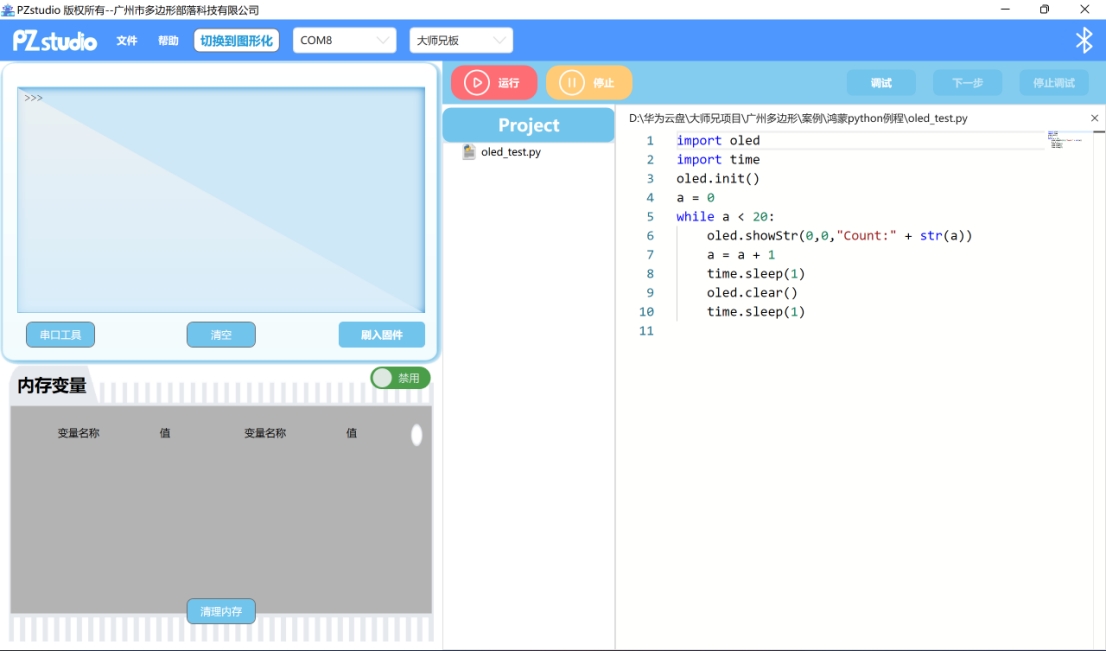 PZstudio 版权所有--广州市多边形部落科技有限公司
PZstudio 文件 帮助 切换到图形化 COM8 大师兄板
>>>
串口工具 清空 刷入固件
内存变量 禁用
变量名称 值 变量名称 值
清理内存
运行 停止 调试 下一步 停止调试
Project
oled_test.py
D:\华为云盘\大师兄项目\广州多边形\案例\鸿蒙python例程\oled_test.py
1 import oled
2 import time
3 oled.init()
4 a = 0
5 while a < 20:
6     oled.showStr(0,0,"Count:" + str(a))
7     a = a + 1
8     time.sleep(1)
9     oled.clear()
10     time.sleep(1)
11